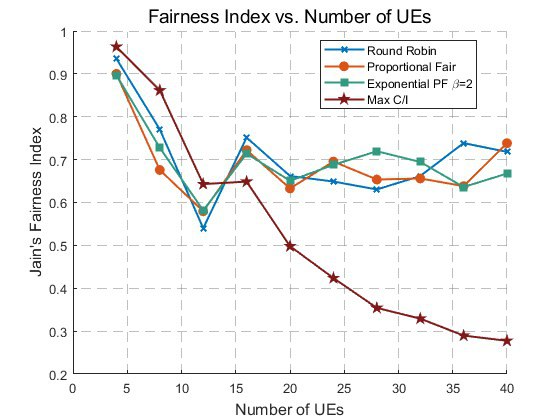 Fairness Index vs. Number of UEs
Round Robin
Proportional Fair
Exponential PF β=2
Max C/I
Jain's Fairness Index
1
0.9
0.8
0.7
0.6
0.5
0.4
0.3
0.2
0 5 10 15 20 25 30 35 40
Number of UEs